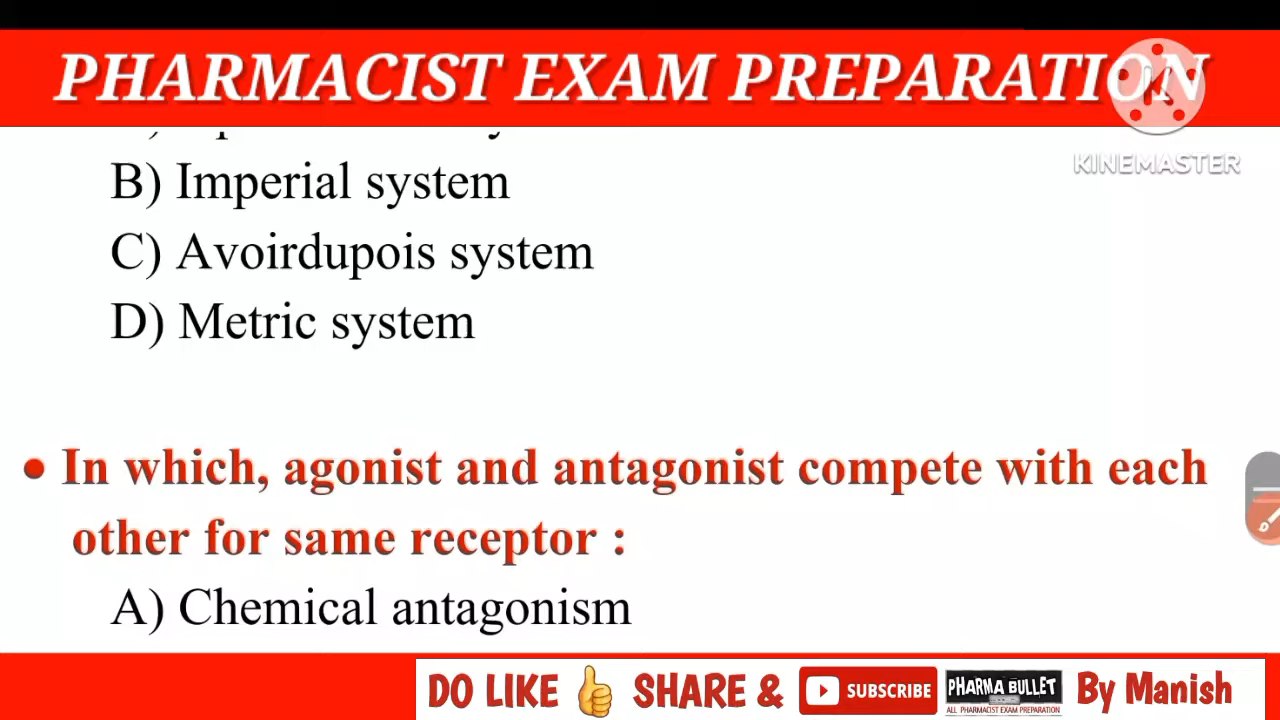 PHARMACIST EXAM PREPARATION
KINEMASTER
B) Imperial system
C) Avoirdupois system
D) Metric system
• In which, agonist and antagonist compete with each
other for same receptor :
A) Chemical antagonism
DO LIKE SHARE & SUBSCRIBE PHARMA BULLET By Manish
ALL PHARMACIST EXAM PREPARATION